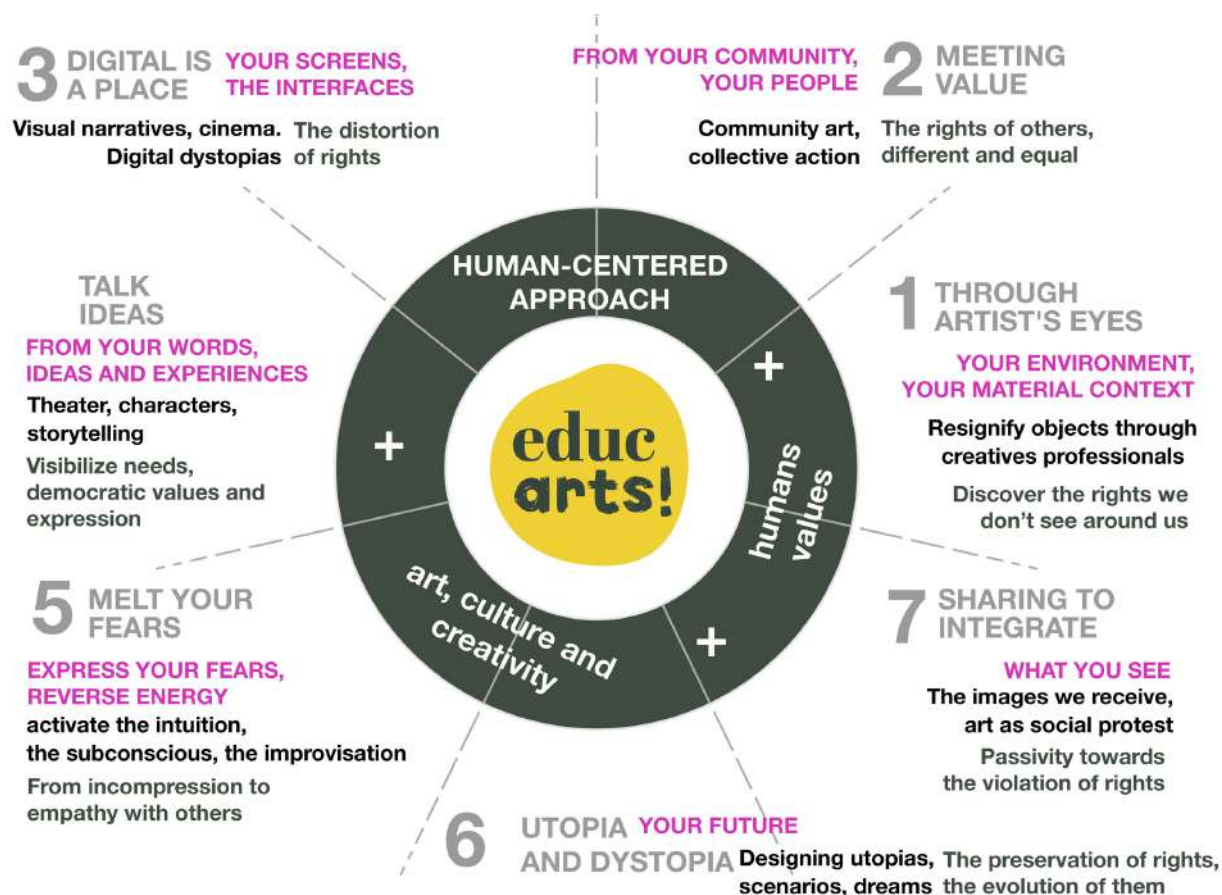 3 DIGITAL IS
A PLACE
YOUR SCREENS,
THE INTERFACES
Visual narratives, cinema.
Digital dystopias
The distortion
of rights
FROM YOUR COMMUNITY,
YOUR PEOPLE
2 MEETING
VALUE
Community art,
collective action
The rights of others,
different and equal
HUMAN-CENTERED
APPROACH
+
humans
values
+
art, culture and
creativity
+
educ
arts!
TALK
IDEAS
FROM YOUR WORDS,
IDEAS AND EXPERIENCES
Theater, characters,
storytelling
Visibilize needs,
democratic values and
expression
1 THROUGH
ARTIST'S EYES
YOUR ENVIRONMENT,
YOUR MATERIAL CONTEXT
Resignify objects through
creatives professionals
Discover the rights we
don't see around us
5 MELT YOUR
FEARS
EXPRESS YOUR FEARS,
REVERSE ENERGY
activate the intuition,
the subconscious, the improvisation
From incompression to
empathy with others
7 SHARING TO
INTEGRATE
WHAT YOU SEE
The images we receive,
art as social protest
Passivity towards
the violation of rights
6 UTOPIA
AND DYSTOPIA
YOUR FUTURE
Designing utopias,
scenarios, dreams
The preservation of rights,
the evolution of them